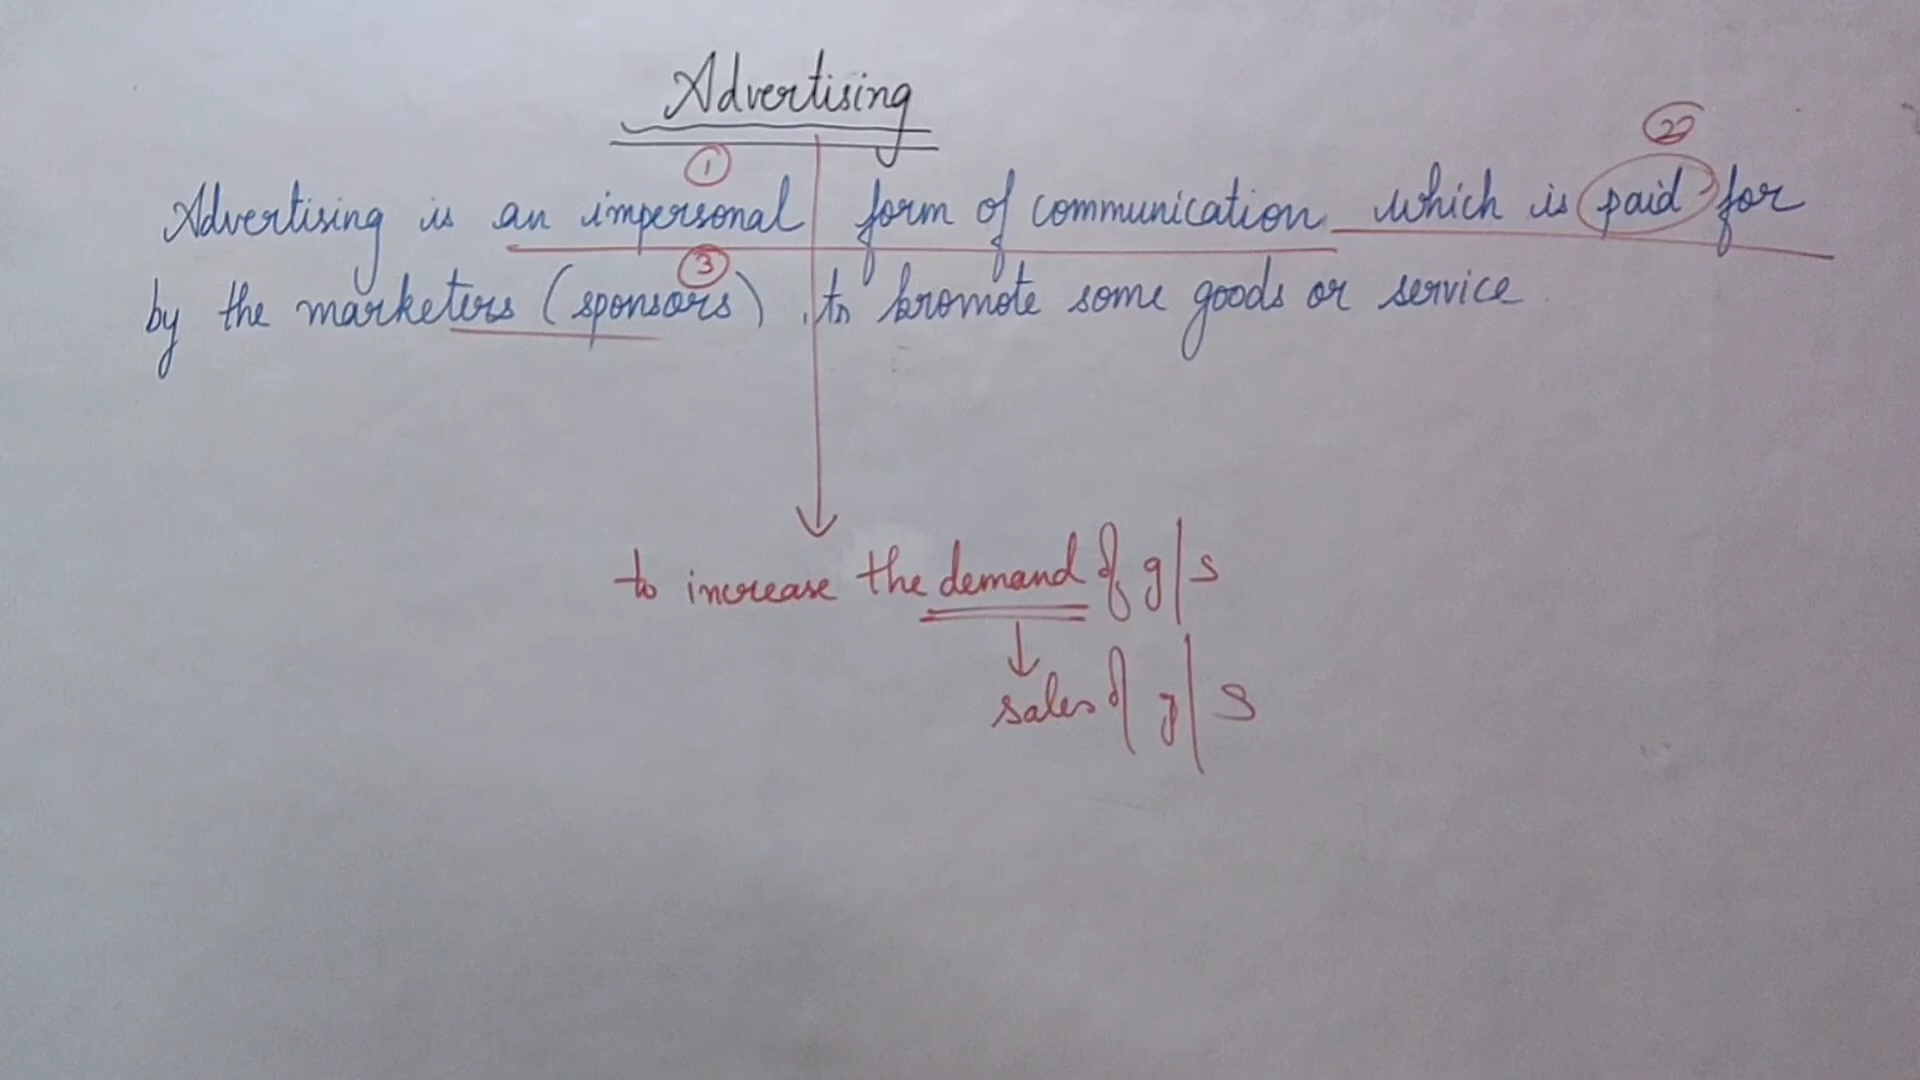 Advertising
①
②
Advertising is an impersonal form of communication which is paid for
③
by the marketers (sponsors), to promote some goods or service
to increase the demand of g/s
↓
sales of g/s